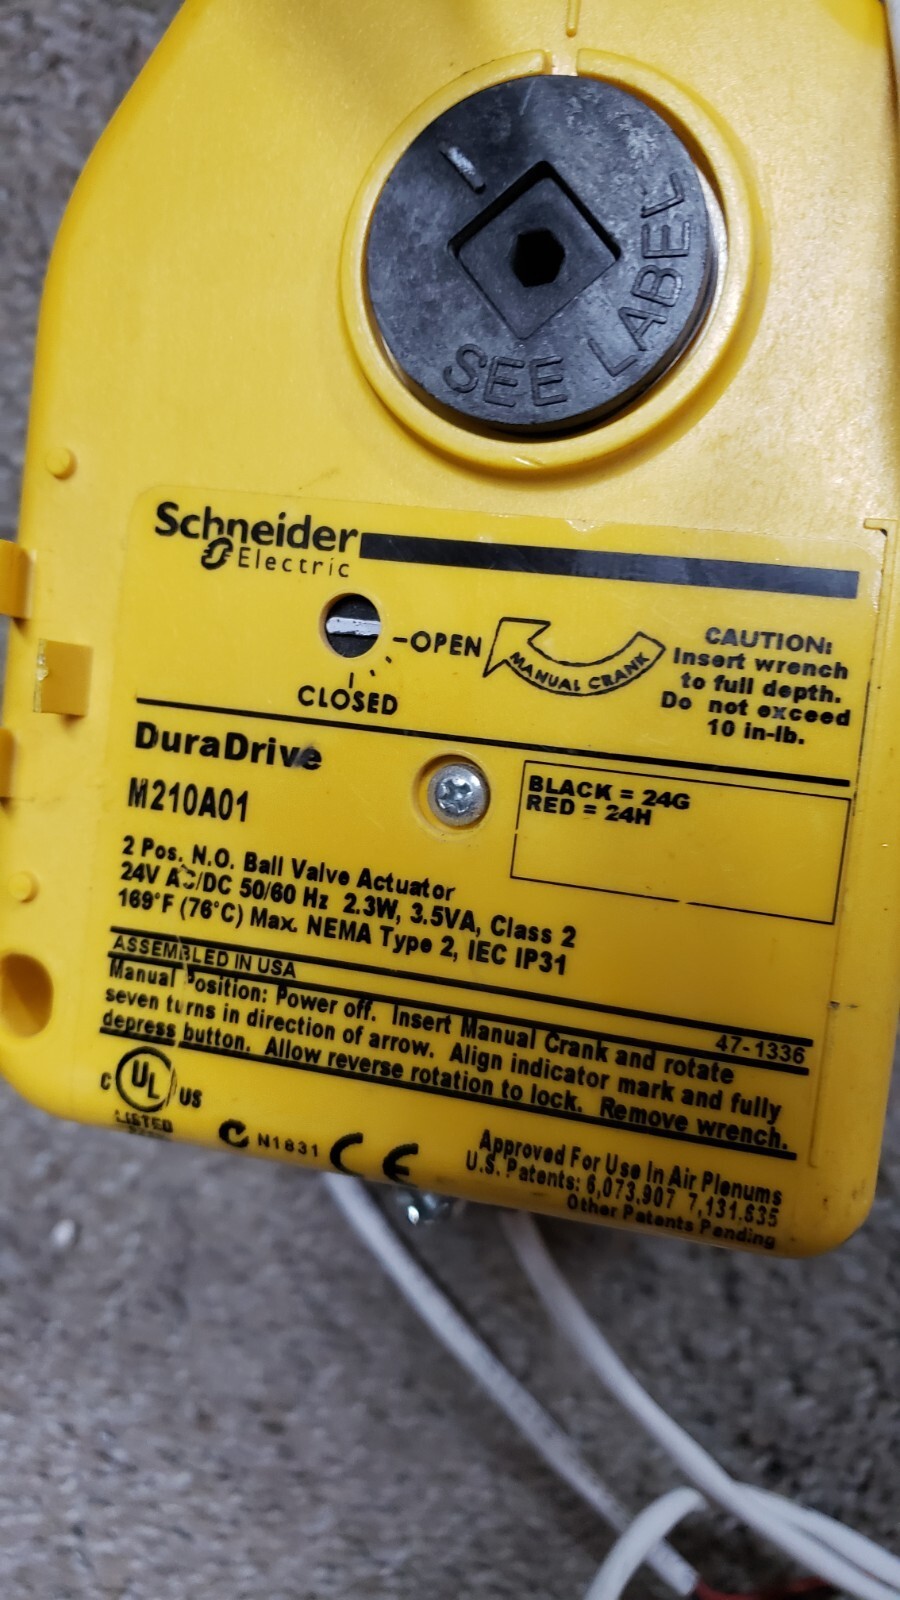 SEE LABEL
Schneider
Electric
OPEN
CLOSED
MANUAL CRANK
CAUTION:
Insert wrench
to full depth.
Do not exceed
10 in-lb.
DuraDrive
M210A01
BLACK = 24G
RED = 24H
2 Pos. N.O. Ball Valve Actuator
24V AC/DC 50/60 Hz 2.3W, 3.5VA, Class 2
169°F (76°C) Max. NEMA Type 2, IEC IP31
ASSEMBLED IN USA
47-1336
Manual Position: Power off. Insert Manual Crank and rotate
seven turns in direction of arrow. Align indicator mark and fully
depress button. Allow reverse rotation to lock. Remove wrench.
C UL US
LISTED
N1831 CE
Approved For Use In Air Plenums
U.S. Patents: 6,073,907 7,131,635
Other Patents Pending